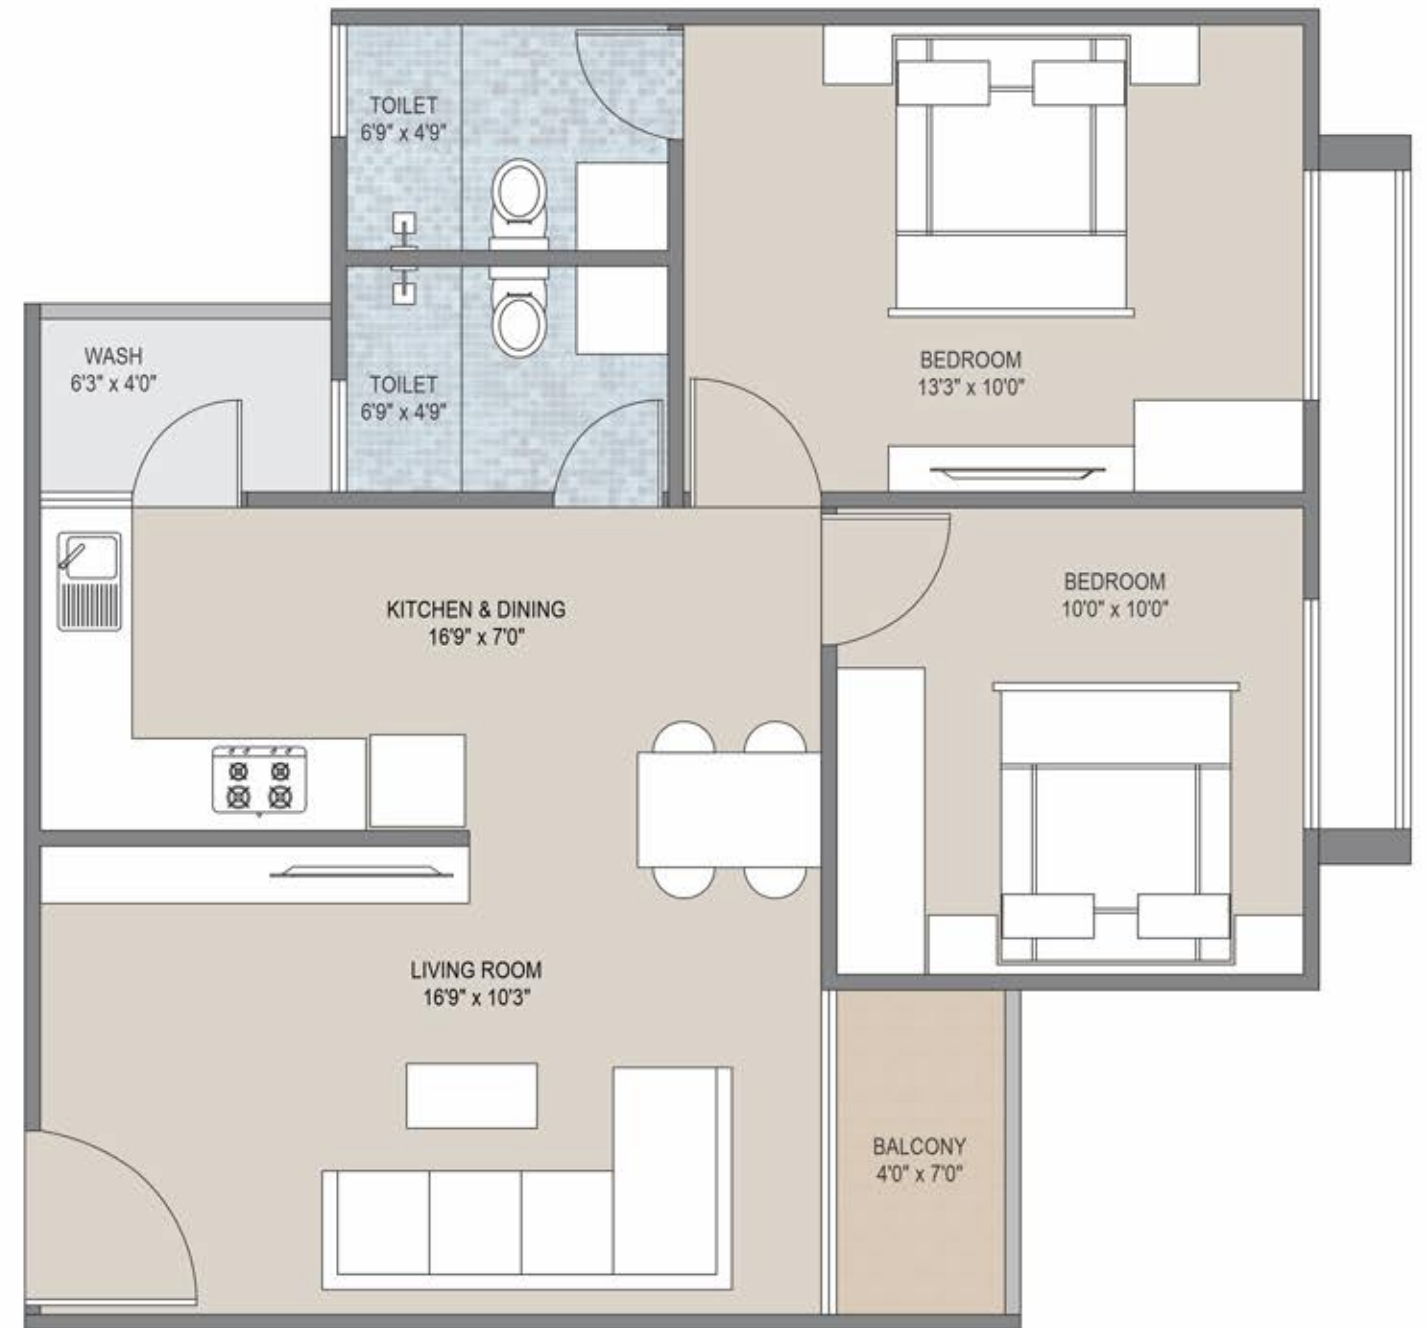 TOILET
6'9" x 4'9"
WASH
6'3" x 4'0"
TOILET
6'9" x 4'9"
BEDROOM
13'3" x 10'0"
KITCHEN & DINING
16'9" x 7'0"
BEDROOM
10'0" x 10'0"
LIVING ROOM
16'9" x 10'3"
BALCONY
4'0" x 7'0"